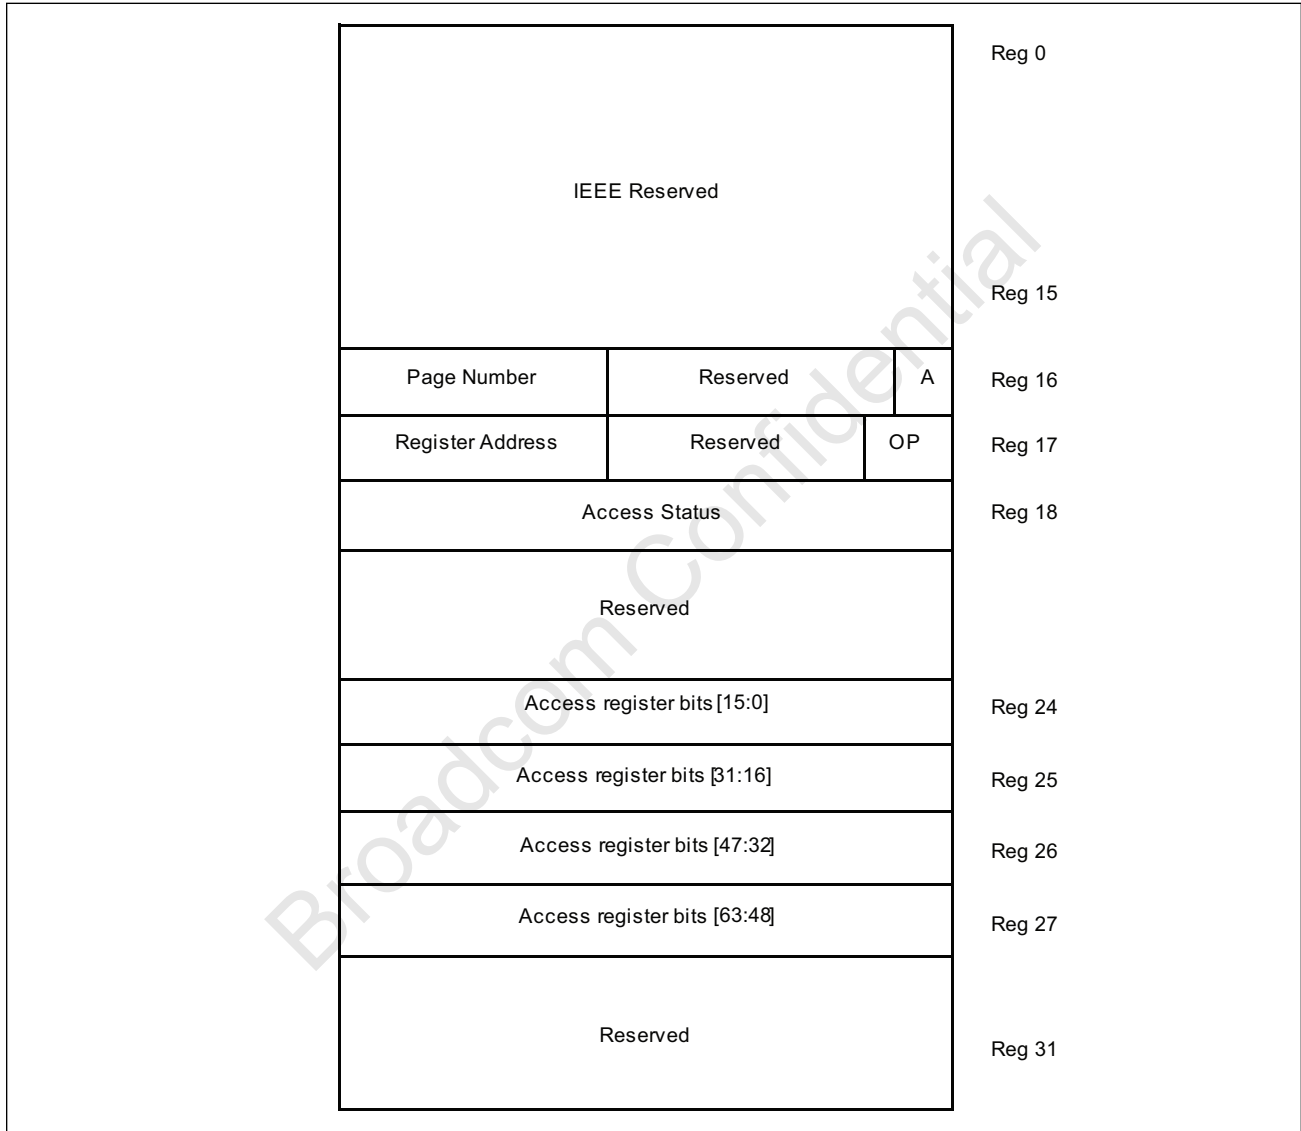 Reg 0
IEEE Reserved
Reg 15
Page Number Reserved A Reg 16
Register Address Reserved OP Reg 17
Access Status Reg 18
Reserved
Access register bits [15:0] Reg 24
Access register bits [31:16] Reg 25
Access register bits [47:32] Reg 26
Access register bits [63:48] Reg 27
Reserved
Reg 31
Broadcom Confidential